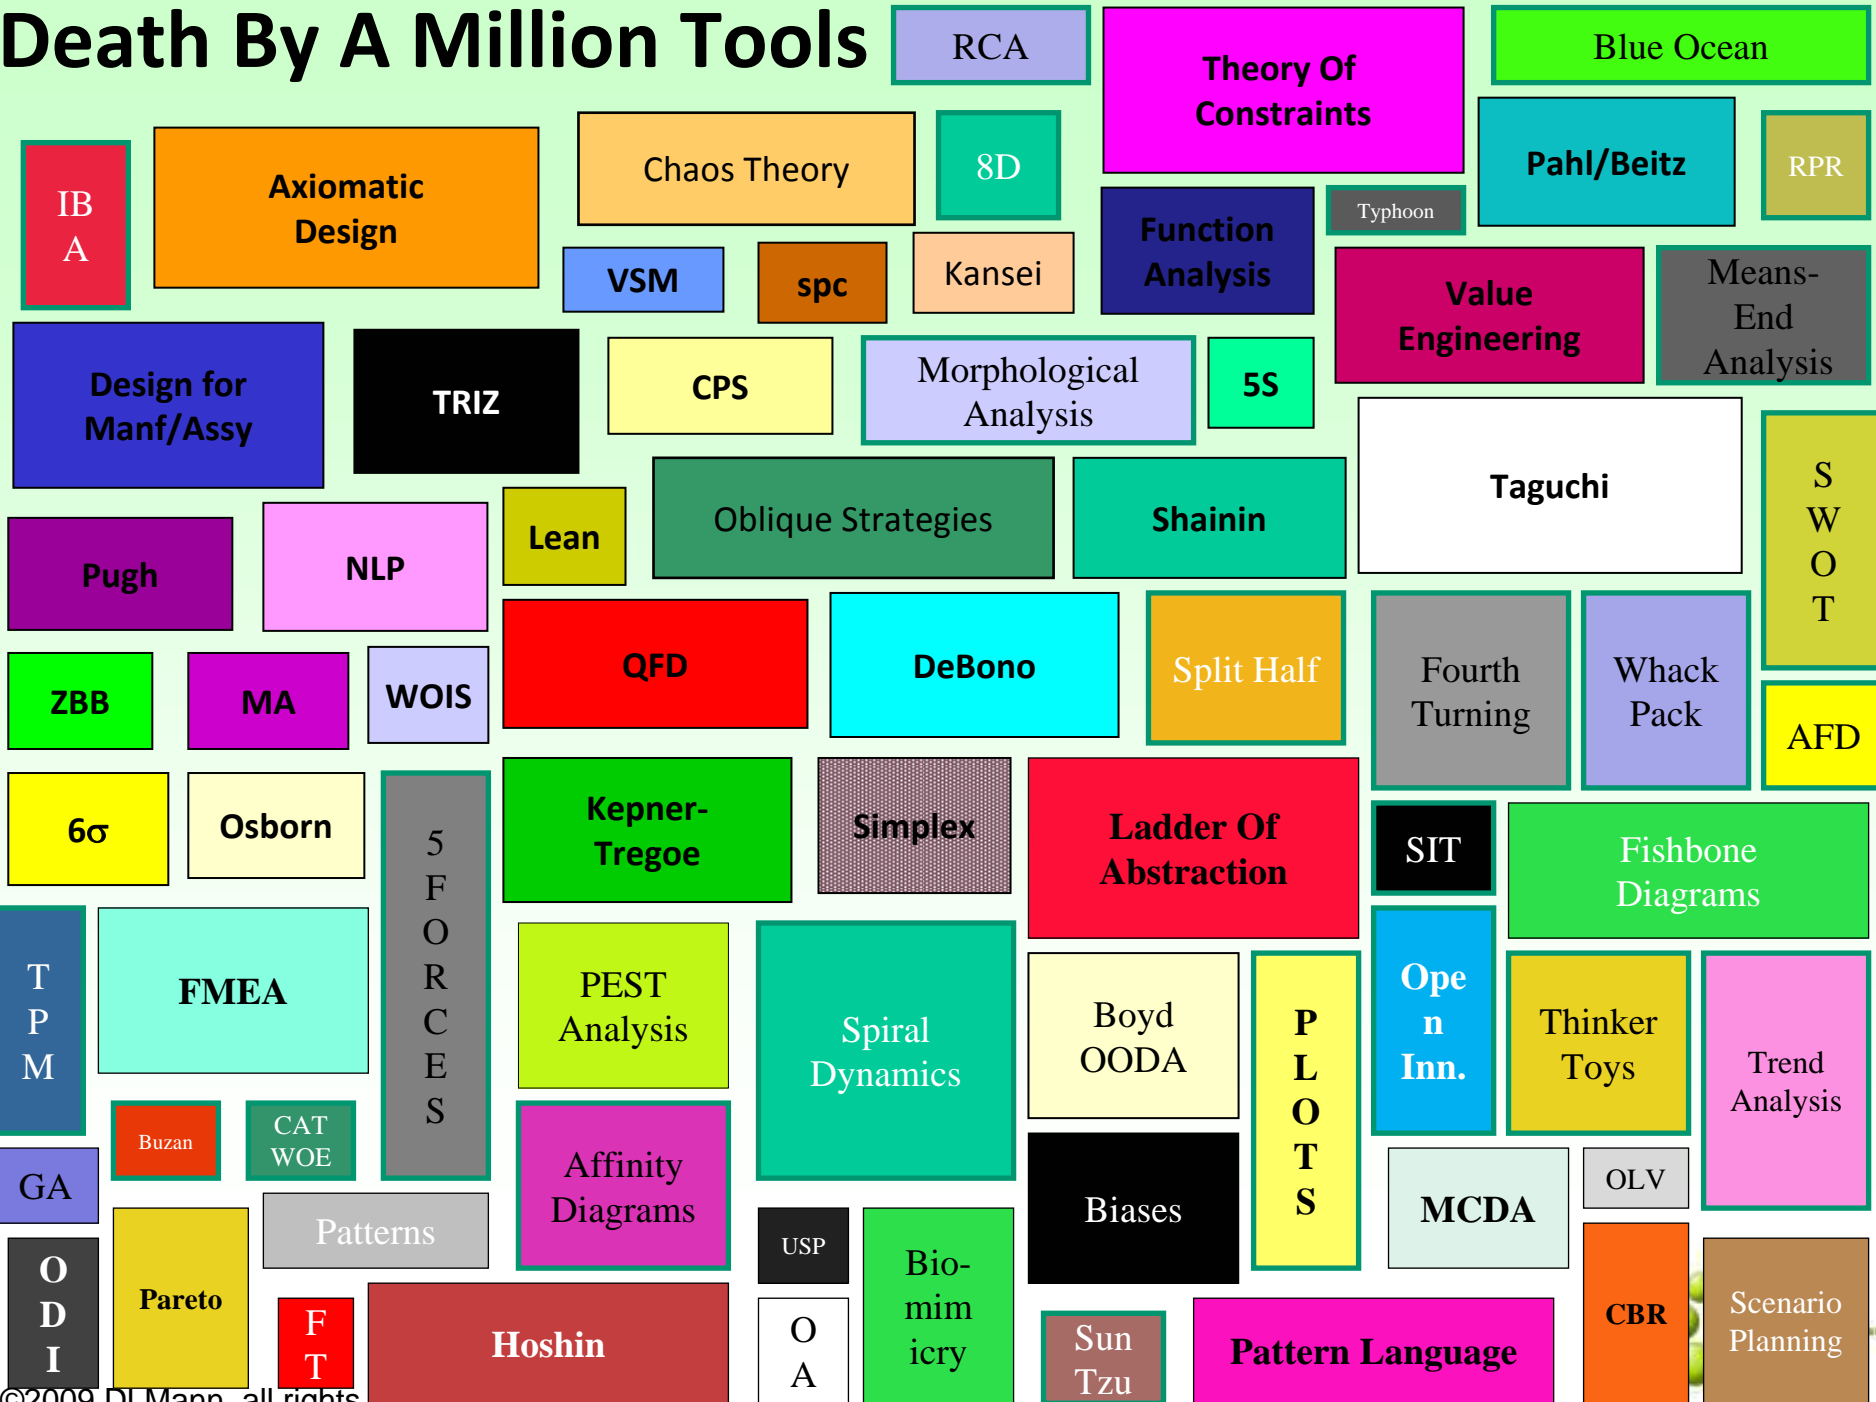 Death By A Million Tools
RCA
Theory Of
Constraints
Blue Ocean
IB
A
Axiomatic
Design
Chaos Theory
8D
Pahl/Beitz
RPR
Typhoon
Function
Analysis
VSM
spc
Kansei
Value
Engineering
Means-
End
Analysis
Design for
Manf/Assy
TRIZ
CPS
Morphological
Analysis
5S
Taguchi
S
W
O
T
Pugh
NLP
Lean
Oblique Strategies
Shainin
ZBB
MA
WOIS
QFD
DeBono
Split Half
Fourth
Turning
Whack
Pack
AFD
6σ
Osborn
5
F
O
R
C
E
S
Kepner-
Tregoe
Simplex
Ladder Of
Abstraction
SIT
Fishbone
Diagrams
T
P
M
FMEA
PEST
Analysis
Spiral
Dynamics
Boyd
OODA
P
L
O
T
S
Ope
n
Inn.
Thinker
Toys
Trend
Analysis
Buzan
CAT
WOE
GA
Affinity
Diagrams
Biases
MCDA
OLV
Patterns
USP
Bio-
mim
icry
O
D
I
Pareto
F
T
Hoshin
O
A
Sun
Tzu
Pattern Language
CBR
Scenario
Planning
©2009 DLMann, all rights